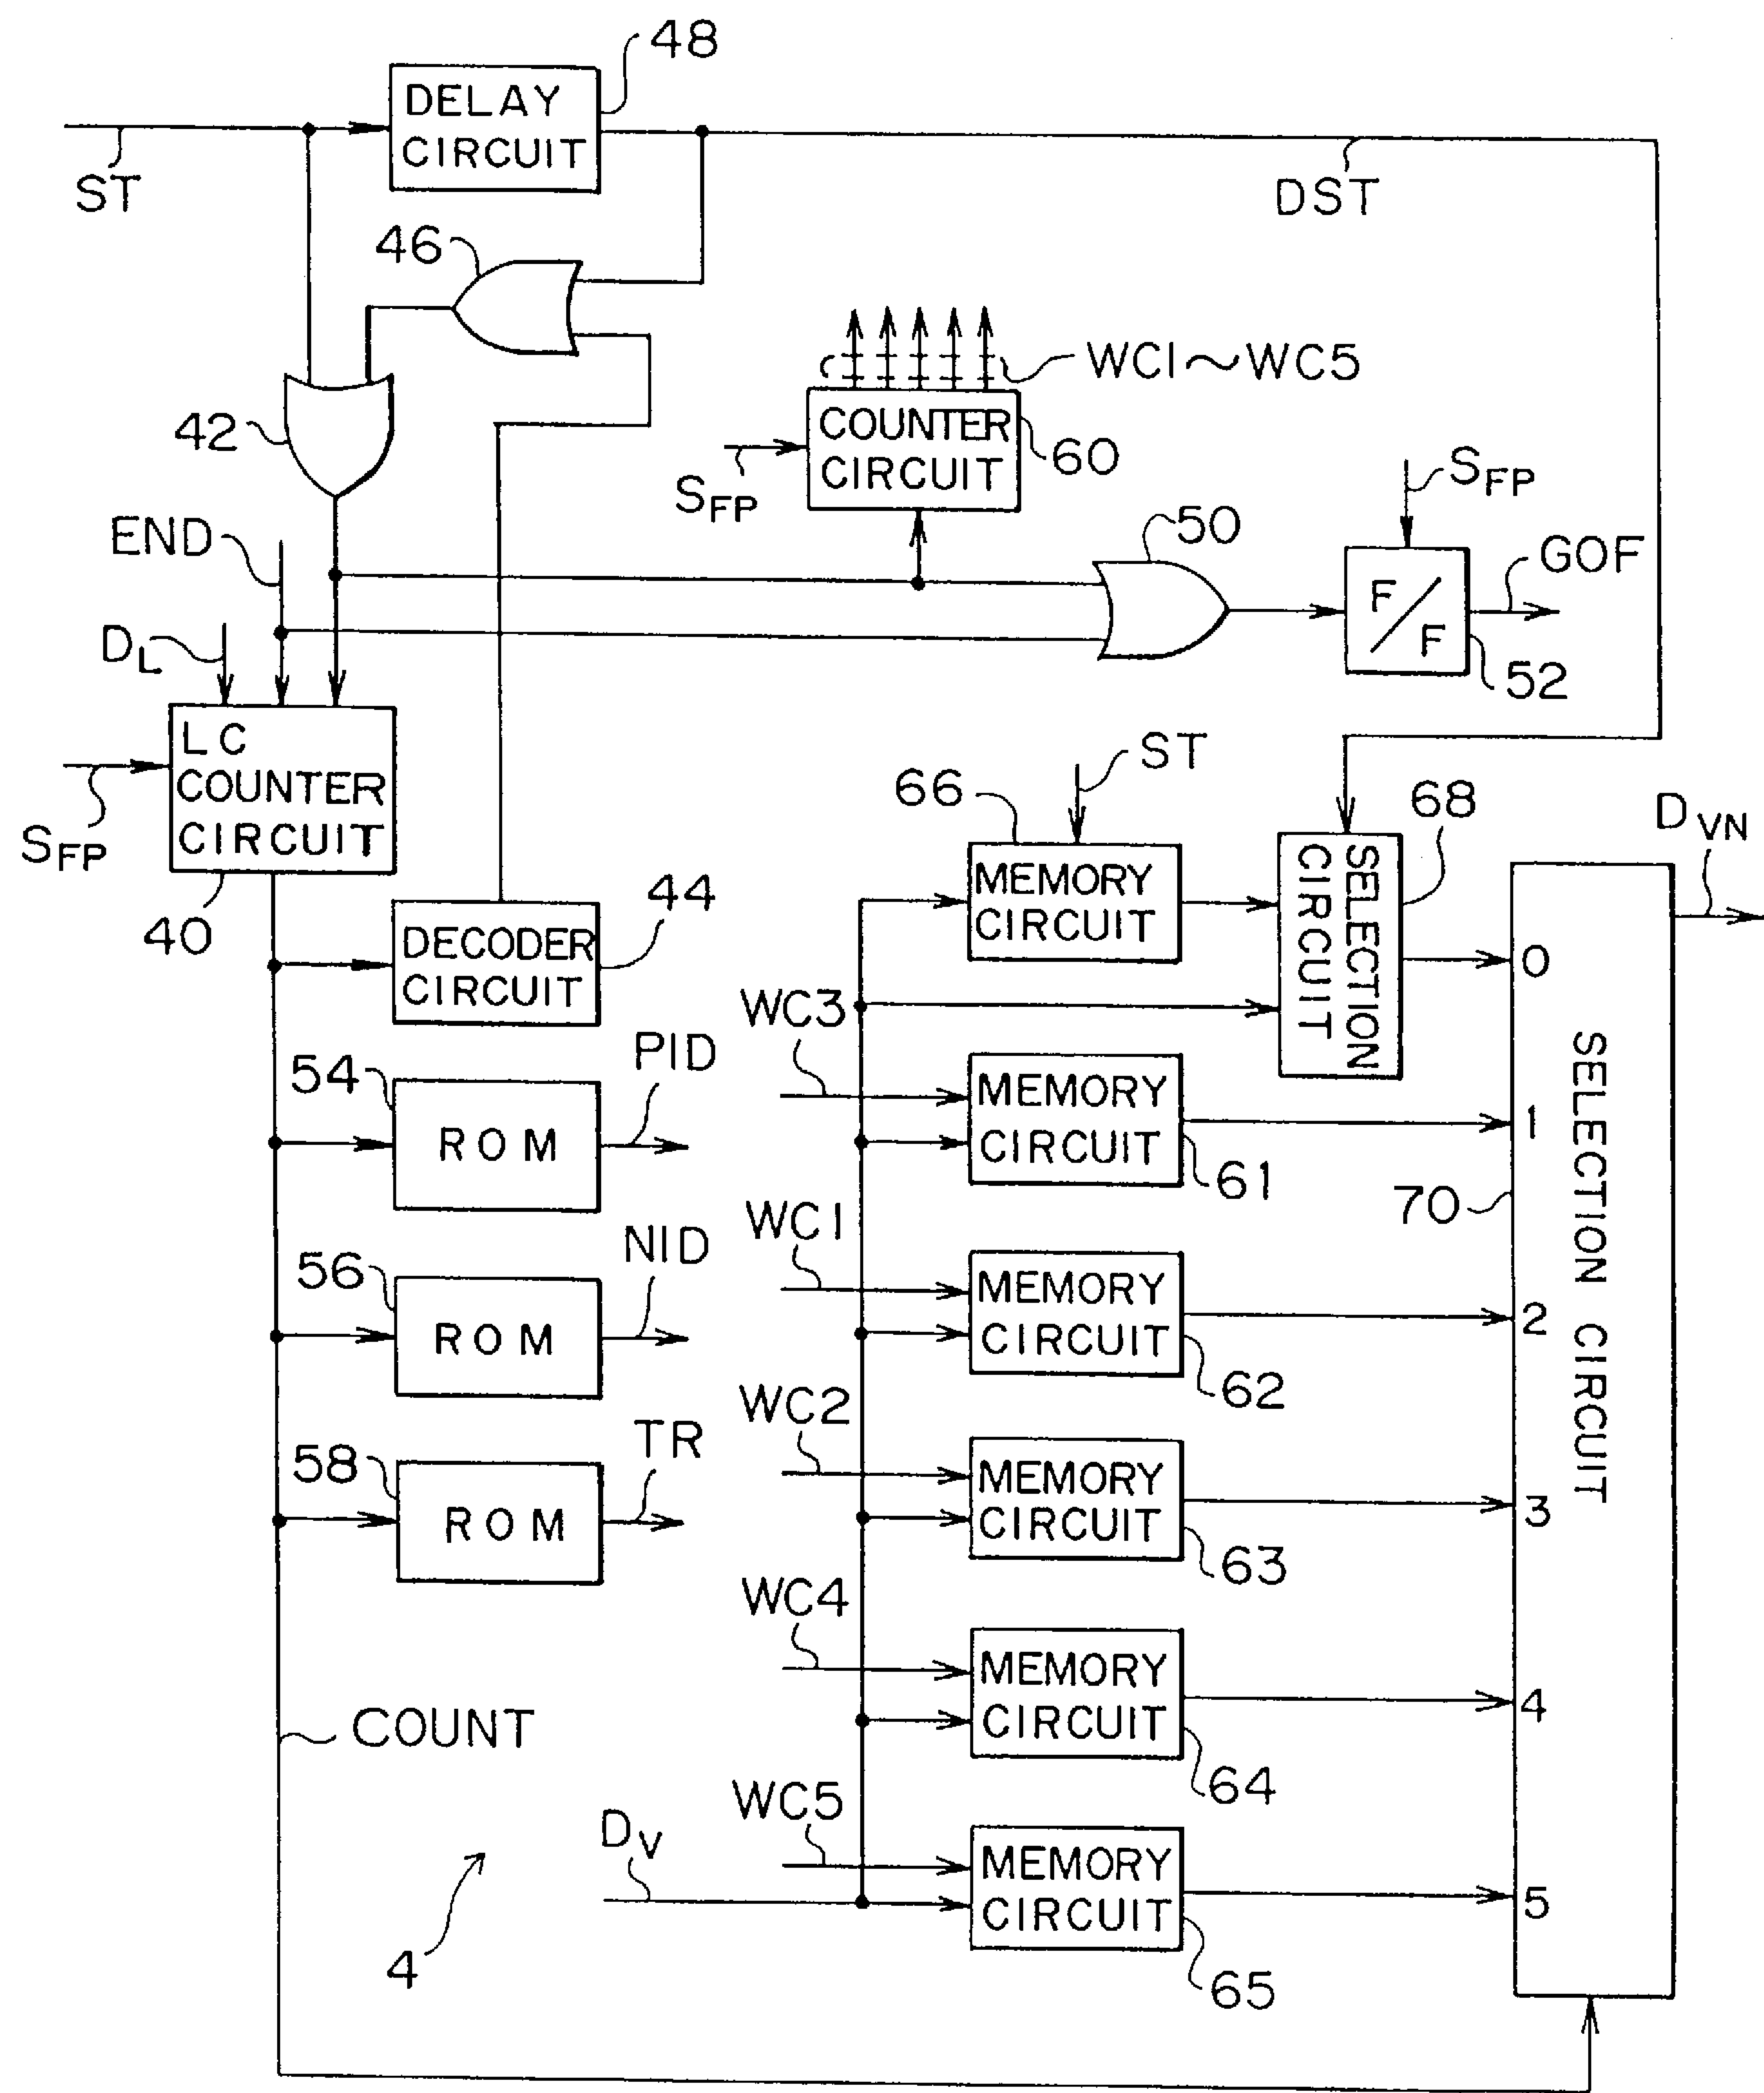 48
DELAY
CIRCUIT
ST
DST
46
WC1～WC5
42
COUNTER
CIRCUIT
60
SFP
SFP
END
50
GOF
F/F
52
DL
LC
COUNTER
CIRCUIT
SFP
40
ST
66
68
DVN
MEMORY
CIRCUIT
SELECTION
CIRCUIT
44
DECODER
CIRCUIT
0
WC3
PID
54
ROM
MEMORY
CIRCUIT
61
1
SELECTION CIRCUIT
70
WC1
NID
56
ROM
MEMORY
CIRCUIT
62
2
WC2
TR
58
ROM
MEMORY
CIRCUIT
63
3
WC4
MEMORY
CIRCUIT
64
4
COUNT
WC5
DV
MEMORY
CIRCUIT
65
5
4